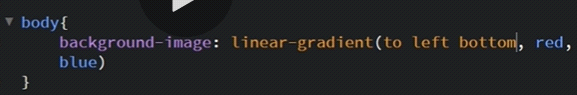 body{
background-image: linear-gradient(to left bottom, red,
blue)
}